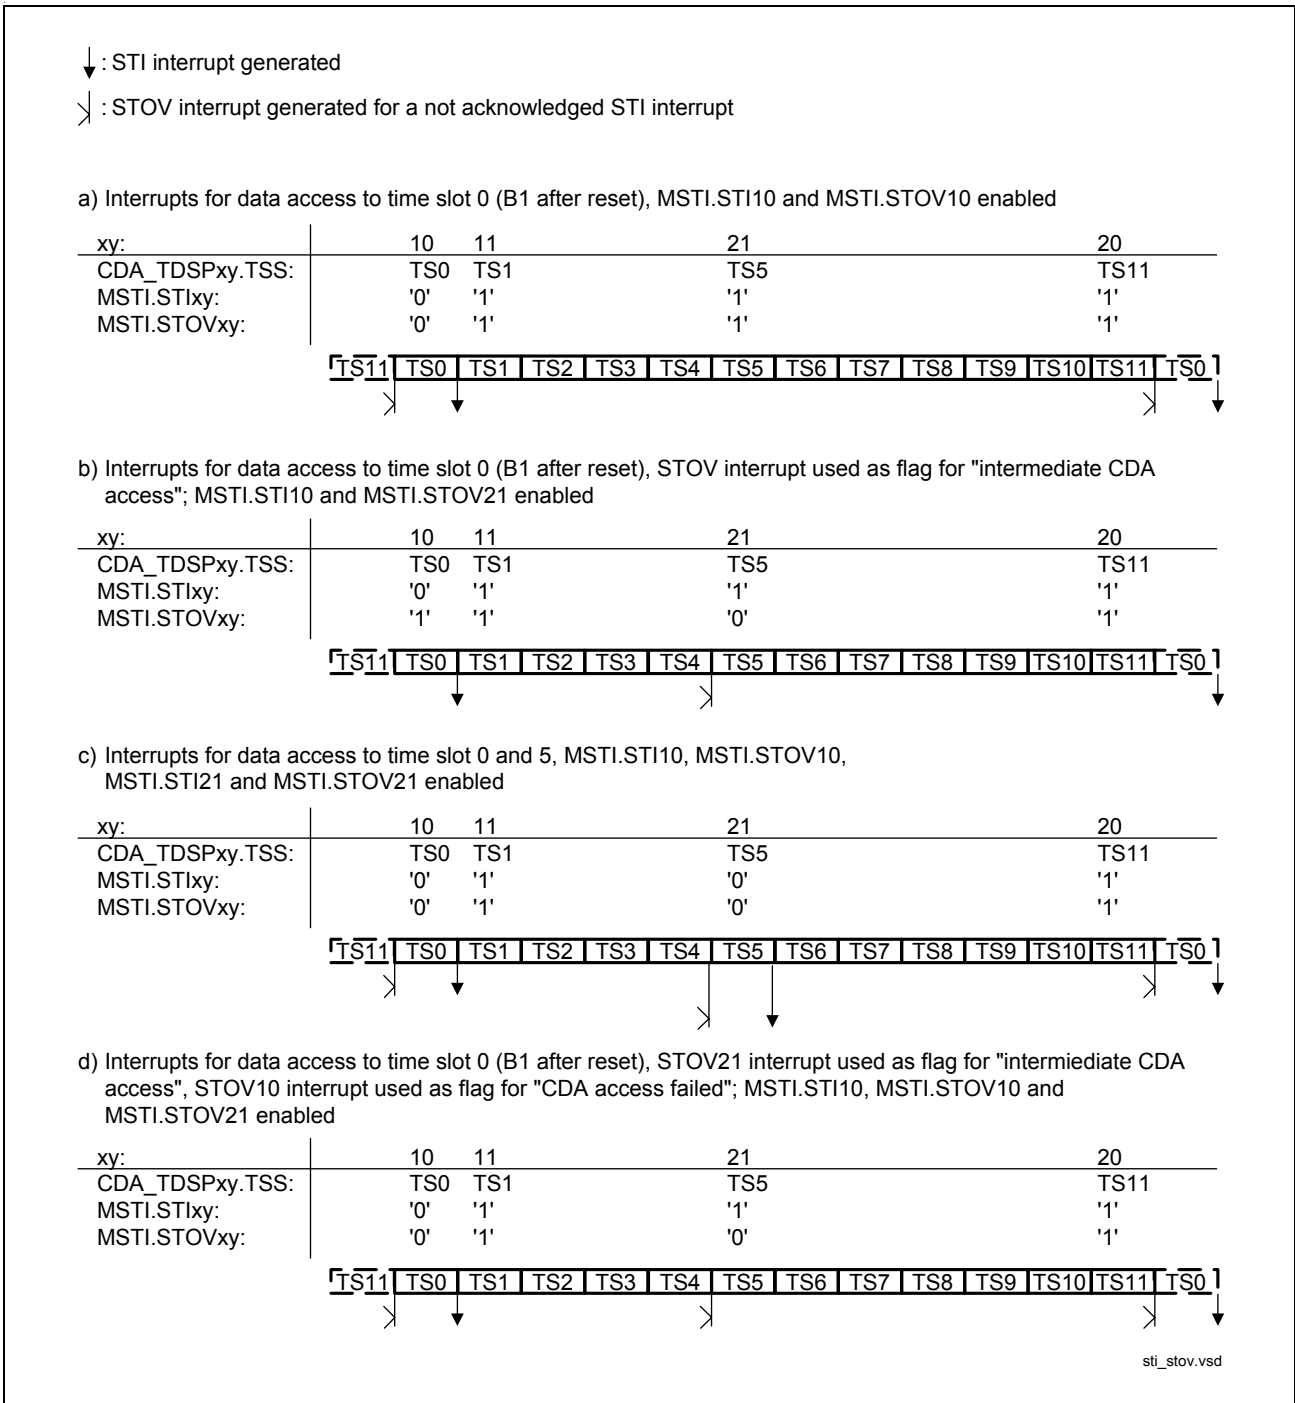 : STI interrupt generated
: STOV interrupt generated for a not acknowledged STI interrupt
a) Interrupts for data access to time slot 0 (B1 after reset), MSTI.STI10 and MSTI.STOV10 enabled
xy: 10 11 21 20
CDA_TDSPxy.TSS: TS0 TS1 TS5 TS11
MSTI.STIxy: '0' '1' '1' '1'
MSTI.STOVxy: '0' '1' '1' '1'
TS11 TS0 TS1 TS2 TS3 TS4 TS5 TS6 TS7 TS8 TS9 TS10 TS11 TS0
b) Interrupts for data access to time slot 0 (B1 after reset), STOV interrupt used as flag for "intermediate CDA
access"; MSTI.STI10 and MSTI.STOV21 enabled
xy: 10 11 21 20
CDA_TDSPxy.TSS: TS0 TS1 TS5 TS11
MSTI.STIxy: '0' '1' '1' '1'
MSTI.STOVxy: '1' '1' '0' '1'
TS11 TS0 TS1 TS2 TS3 TS4 TS5 TS6 TS7 TS8 TS9 TS10 TS11 TS0
c) Interrupts for data access to time slot 0 and 5, MSTI.STI10, MSTI.STOV10,
MSTI.STI21 and MSTI.STOV21 enabled
xy: 10 11 21 20
CDA_TDSPxy.TSS: TS0 TS1 TS5 TS11
MSTI.STIxy: '0' '1' '0' '1'
MSTI.STOVxy: '0' '1' '0' '1'
TS11 TS0 TS1 TS2 TS3 TS4 TS5 TS6 TS7 TS8 TS9 TS10 TS11 TS0
d) Interrupts for data access to time slot 0 (B1 after reset), STOV21 interrupt used as flag for "intermiediate CDA
access", STOV10 interrupt used as flag for "CDA access failed"; MSTI.STI10, MSTI.STOV10 and
MSTI.STOV21 enabled
xy: 10 11 21 20
CDA_TDSPxy.TSS: TS0 TS1 TS5 TS11
MSTI.STIxy: '0' '1' '1' '1'
MSTI.STOVxy: '0' '1' '0' '1'
TS11 TS0 TS1 TS2 TS3 TS4 TS5 TS6 TS7 TS8 TS9 TS10 TS11 TS0
sti_stov.vsd